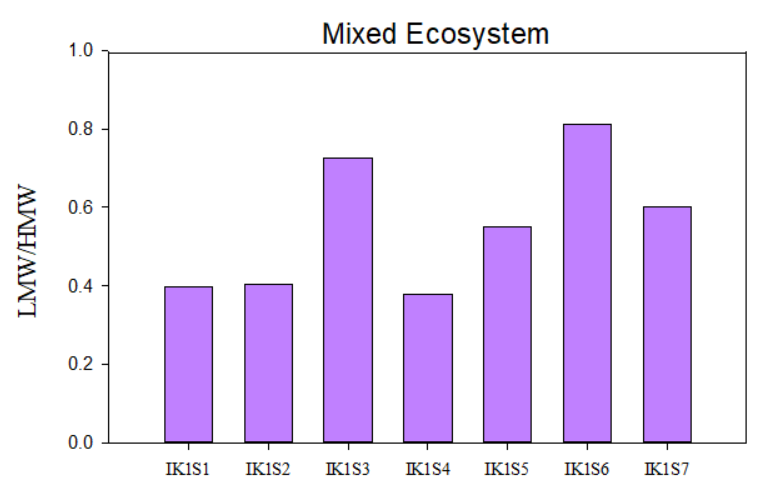 Mixed Ecosystem
1.0
0.8
0.6
0.4
0.2
0.0
LMW/HMW
IK1S1 IK1S2 IK1S3 IK1S4 IK1S5 IK1S6 IK1S7